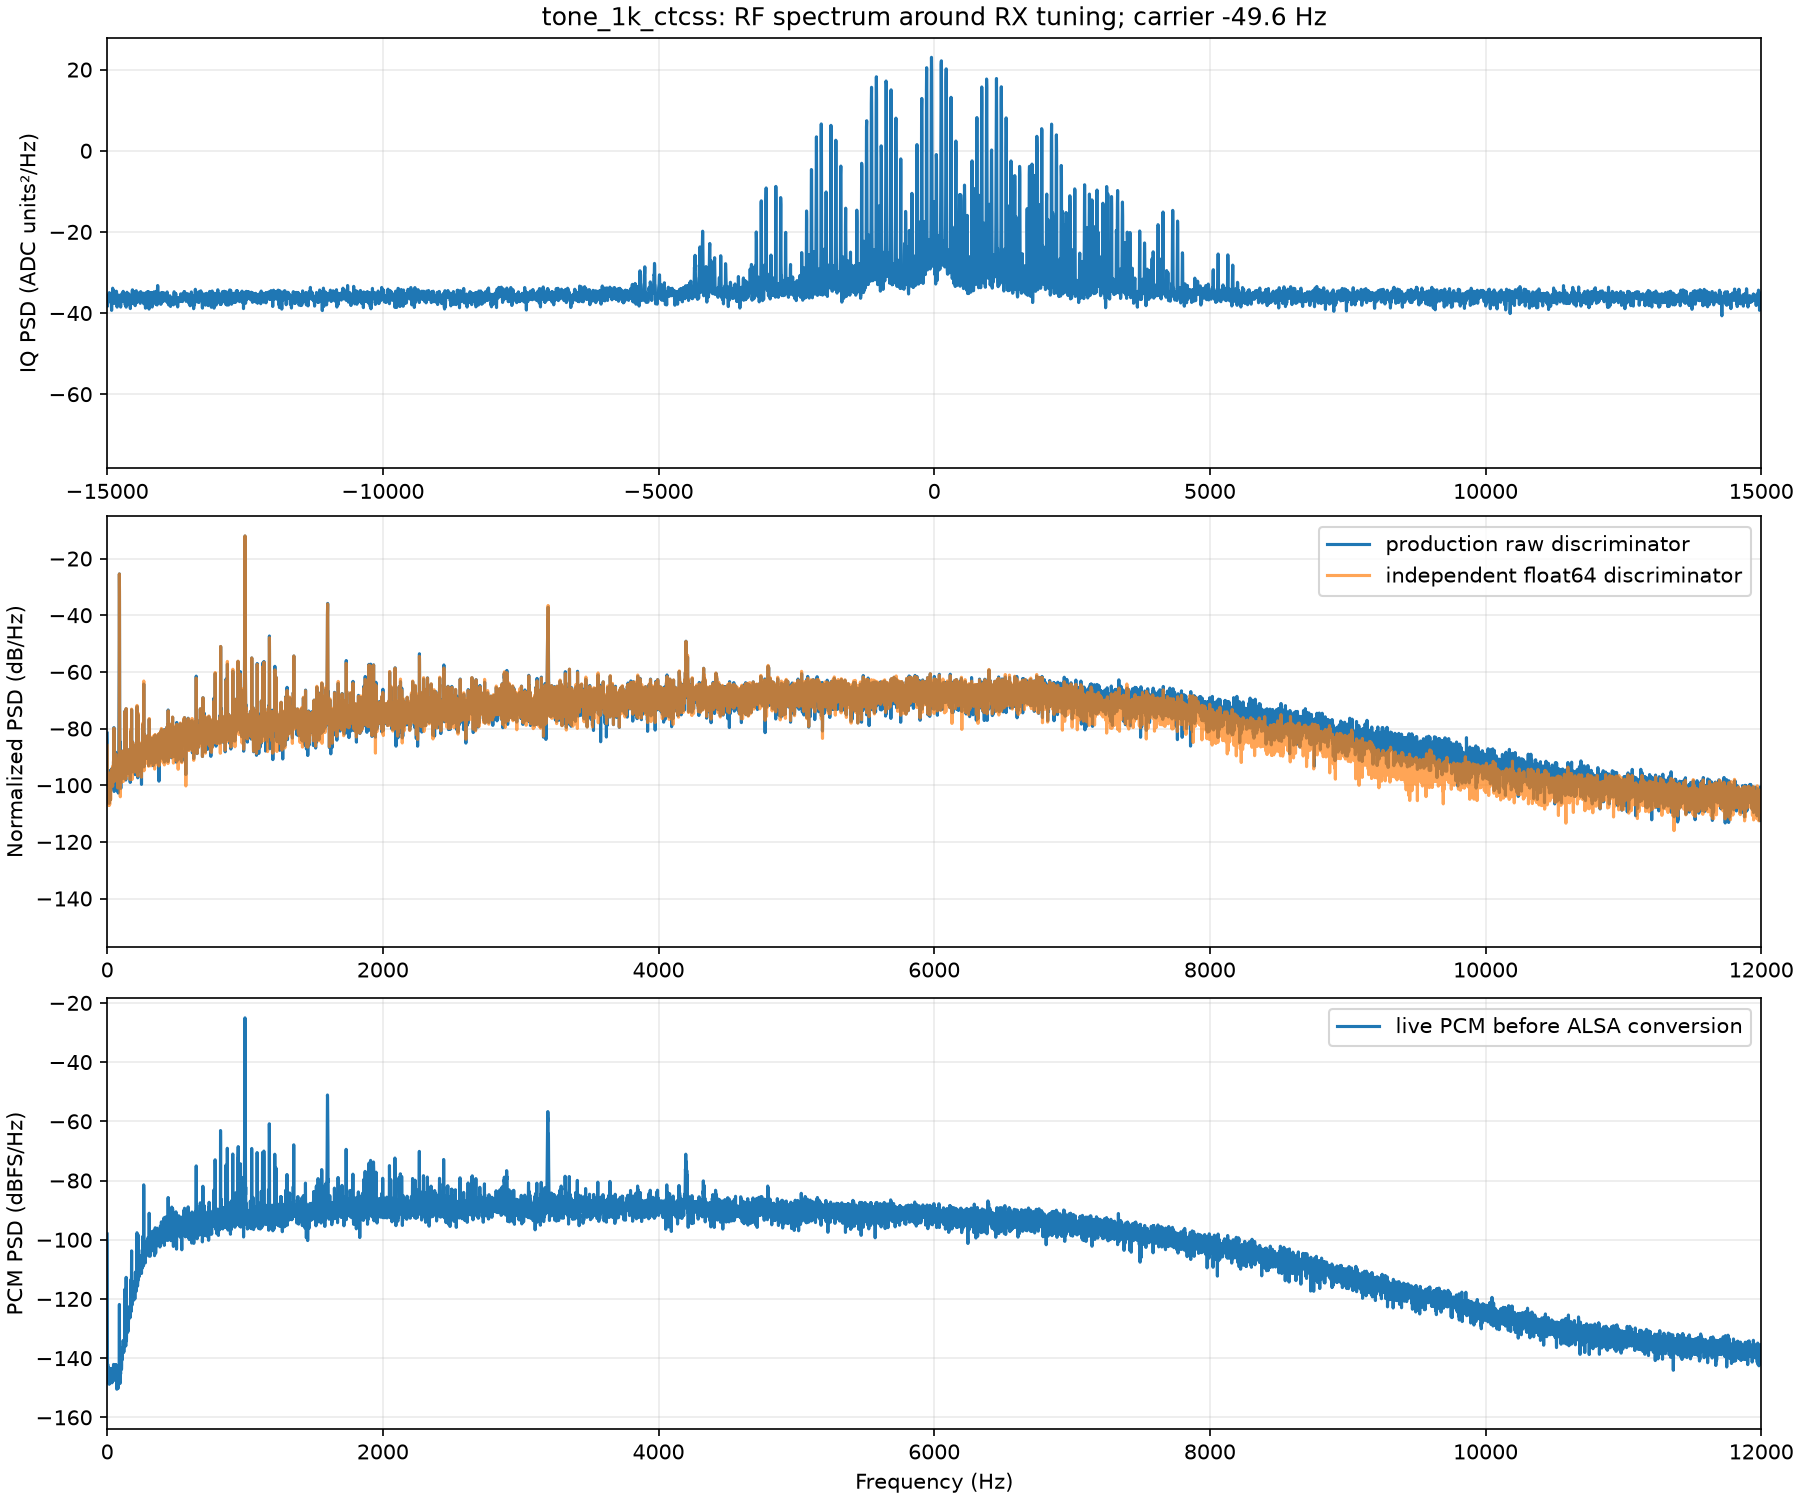 tone_1k_ctcss: RF spectrum around RX tuning; carrier -49.6 Hz
IQ PSD (ADC units²/Hz)
20
0
−20
−40
−60
−15000 −10000 −5000 0 5000 10000 15000
production raw discriminator
independent float64 discriminator
Normalized PSD (dB/Hz)
−20
−40
−60
−80
−100
−120
−140
0 2000 4000 6000 8000 10000 12000
live PCM before ALSA conversion
PCM PSD (dBFS/Hz)
−20
−40
−60
−80
−100
−120
−140
−160
0 2000 4000 6000 8000 10000 12000
Frequency (Hz)